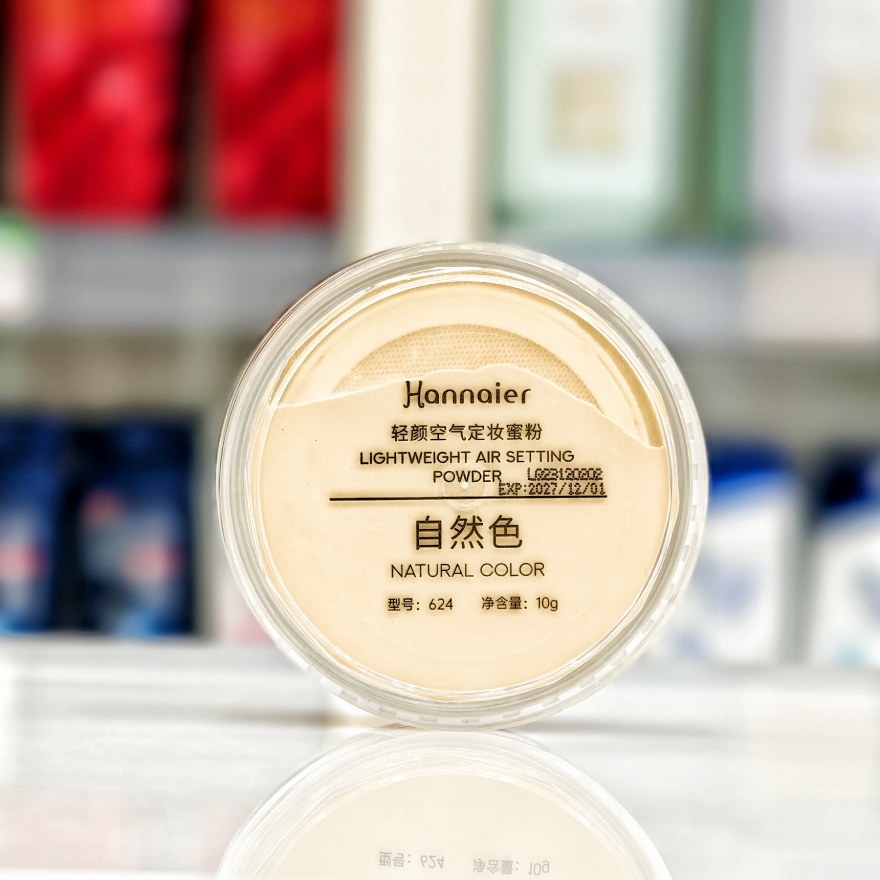 Hannaier
轻颜空气定妆蜜粉
LIGHTWEIGHT AIR SETTING
POWDER
L023120202
EXP:2027/12/01
自然色
NATURAL COLOR
型号：624 净含量：10g